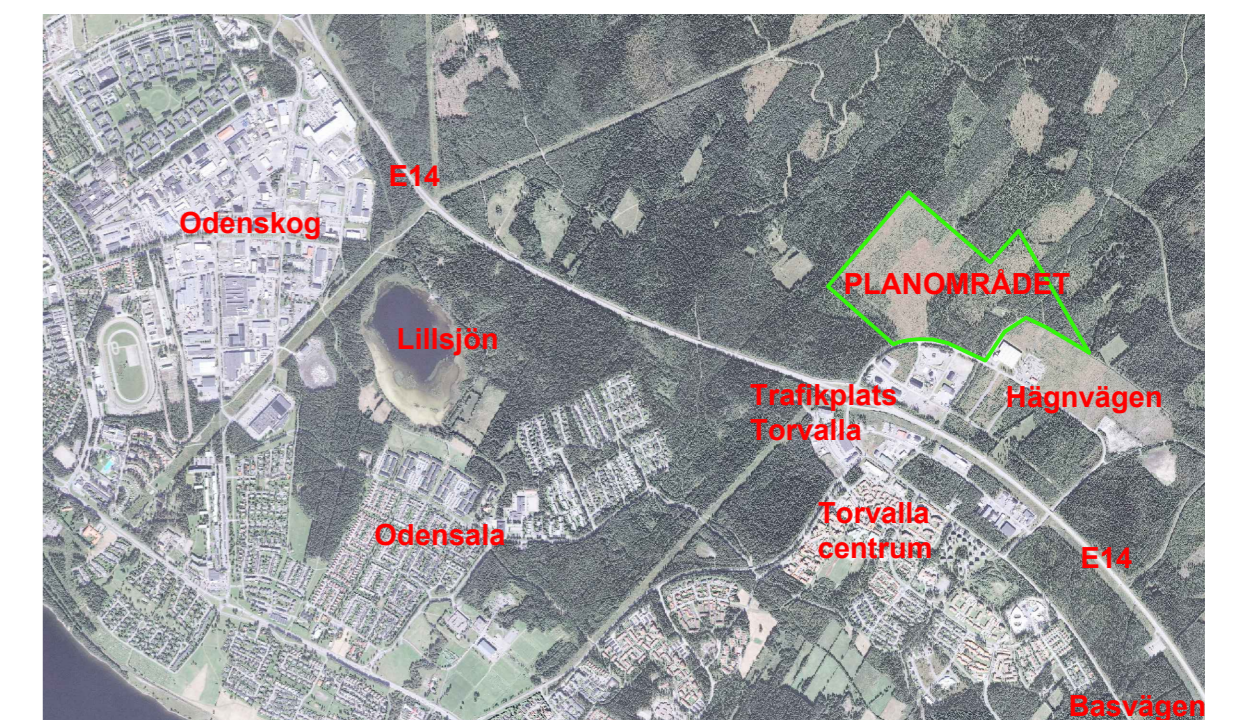 E14
Odenskog
PLANOMRÅDET
Lillsjön
Trafikplats
Torvalla
Hägnvägen
Torvalla
centrum
Odensala
E14
Basvägen